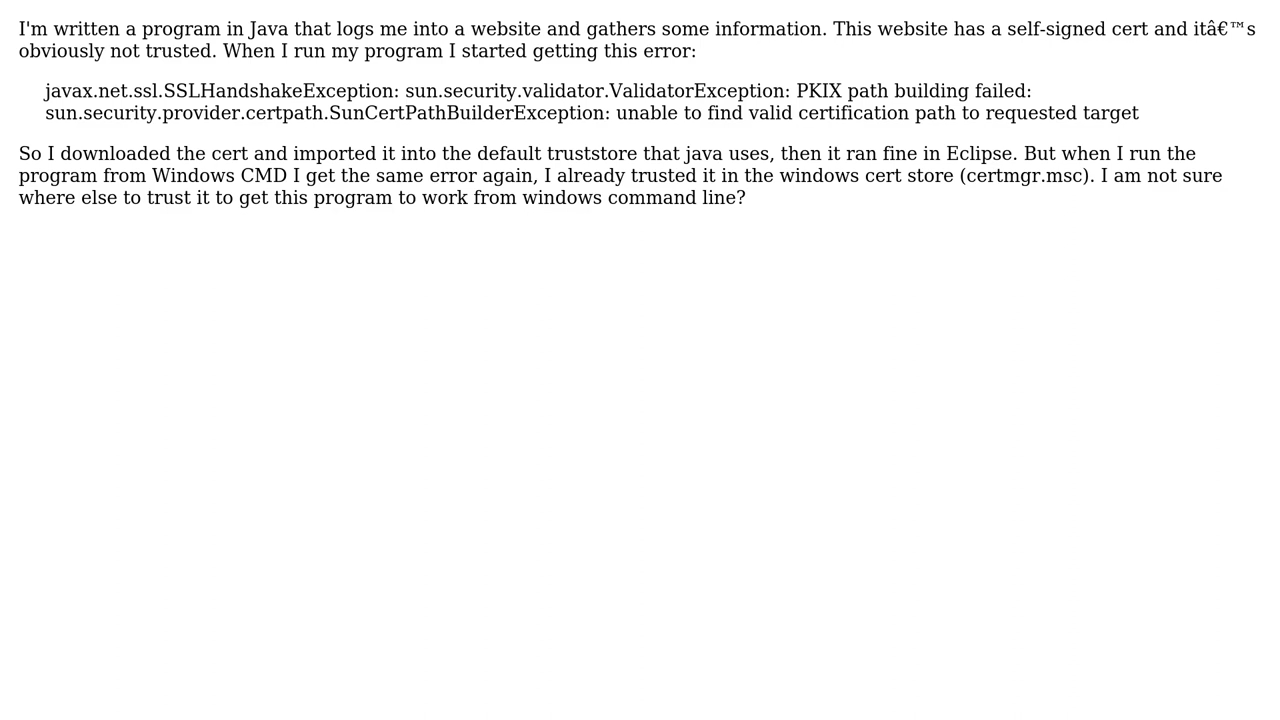 I'm written a program in Java that logs me into a website and gathers some information. This website has a self-signed cert and itâ€™s
obviously not trusted. When I run my program I started getting this error:
javax.net.ssl.SSLHandshakeException: sun.security.validator.ValidatorException: PKIX path building failed:
sun.security.provider.certpath.SunCertPathBuilderException: unable to find valid certification path to requested target
So I downloaded the cert and imported it into the default truststore that java uses, then it ran fine in Eclipse. But when I run the
program from Windows CMD I get the same error again, I already trusted it in the windows cert store (certmgr.msc). I am not sure
where else to trust it to get this program to work from windows command line?